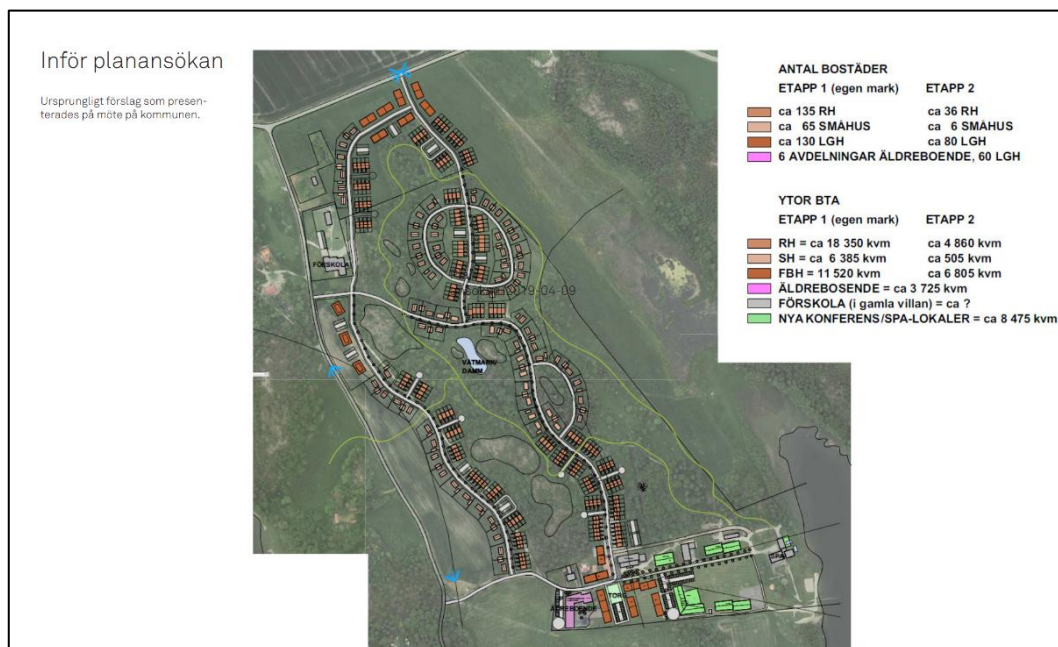 Inför planansökan
Ursprungligt förslag som presen-
terades på möte på kommunen.
ANTAL BOSTÄDER
ETAPP 1 (egen mark) ETAPP 2
ca 135 RH ca 36 RH
ca 65 SMÅHUS ca 6 SMÅHUS
ca 130 LGH ca 80 LGH
6 AVDELNINGAR ÄLDREBOENDE, 60 LGH
YTOR BTA
ETAPP 1 (egen mark) ETAPP 2
RH = ca 18 350 kvm ca 4 860 kvm
SH = ca 6 385 kvm ca 505 kvm
FBH = 11 520 kvm ca 6 805 kvm
ÄLDREBOSENDE = ca 3 725 kvm
FÖRSKOLA (i gamla villan) = ca ?
NYA KONFERENS/SPA-LOKALER = ca 8 475 kvm
FÖRSKOLA
2019-04-09
VÅTMARK/
DAMM
TORG
ÄLDREBOENDE